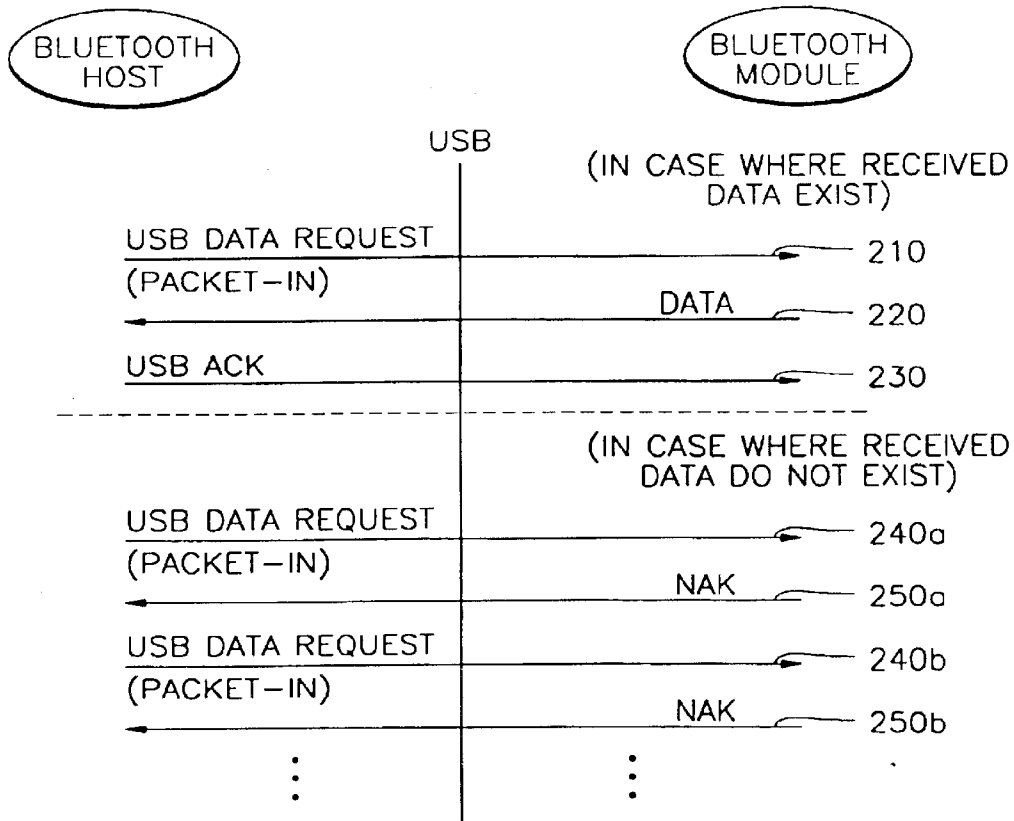 BLUETOOTH
HOST
BLUETOOTH
MODULE
USB
(IN CASE WHERE RECEIVED
DATA EXIST)
USB DATA REQUEST
210
(PACKET-IN)
DATA
220
USB ACK
230
(IN CASE WHERE RECEIVED
DATA DO NOT EXIST)
USB DATA REQUEST
240a
(PACKET-IN)
NAK
250a
USB DATA REQUEST
240b
(PACKET-IN)
NAK
250b